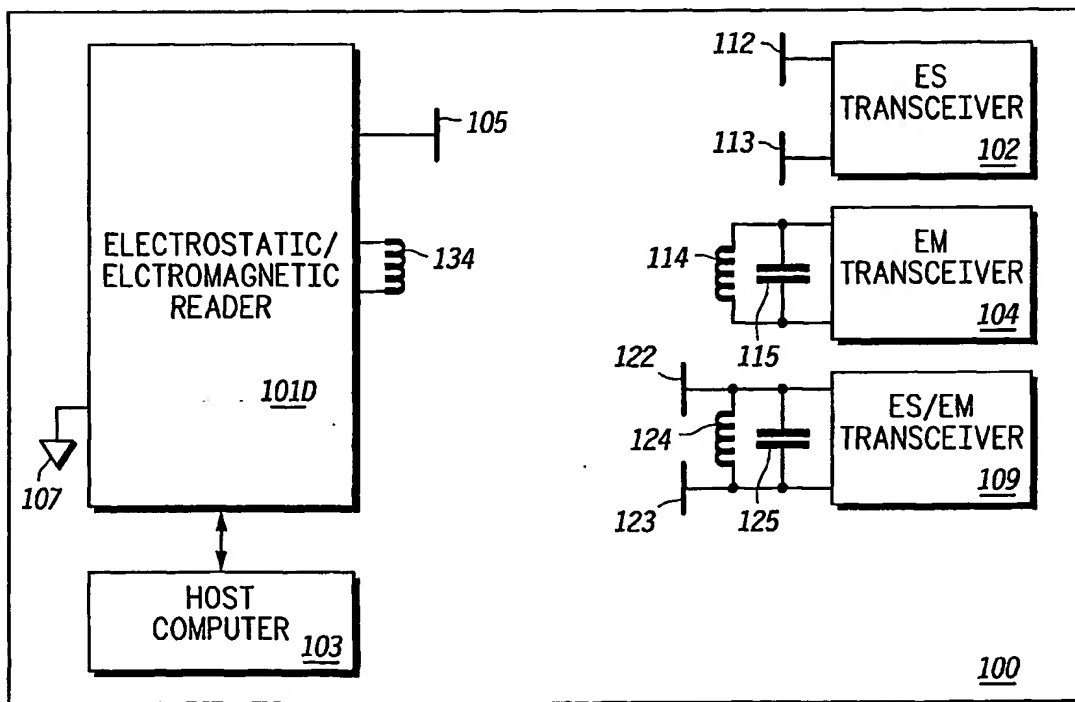 112
ES
TRANSCEIVER
102
113
105
ELECTROSTATIC/
ELCTROMAGNETIC
READER
101D
134
114
115
EM
TRANSCEIVER
104
122
124
123
125
ES/EM
TRANSCEIVER
109
107
HOST
COMPUTER
103
100